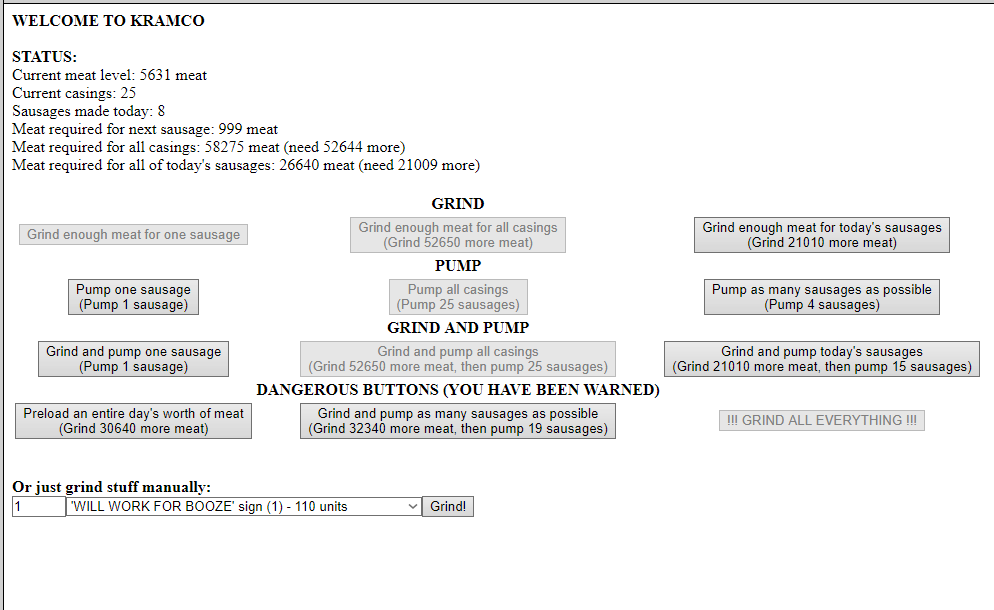 WELCOME TO KRAMCO
STATUS:
Current meat level: 5631 meat
Current casings: 25
Sausages made today: 8
Meat required for next sausage: 999 meat
Meat required for all casings: 58275 meat (need 52644 more)
Meat required for all of today's sausages: 26640 meat (need 21009 more)
GRIND
Grind enough meat for one sausage
Grind enough meat for all casings
(Grind 52650 more meat)
Grind enough meat for today's sausages
(Grind 21010 more meat)
PUMP
Pump one sausage
(Pump 1 sausage)
Pump all casings
(Pump 25 sausages)
Pump as many sausages as possible
(Pump 4 sausages)
GRIND AND PUMP
Grind and pump one sausage
(Pump 1 sausage)
Grind and pump all casings
(Grind 52650 more meat, then pump 25 sausages)
Grind and pump today's sausages
(Grind 21010 more meat, then pump 15 sausages)
DANGEROUS BUTTONS (YOU HAVE BEEN WARNED)
Preload an entire day's worth of meat
(Grind 30640 more meat)
Grind and pump as many sausages as possible
(Grind 32340 more meat, then pump 19 sausages)
!!! GRIND ALL EVERYTHING !!!
Or just grind stuff manually:
1 'WILL WORK FOR BOOZE' sign (1) - 110 units Grind!